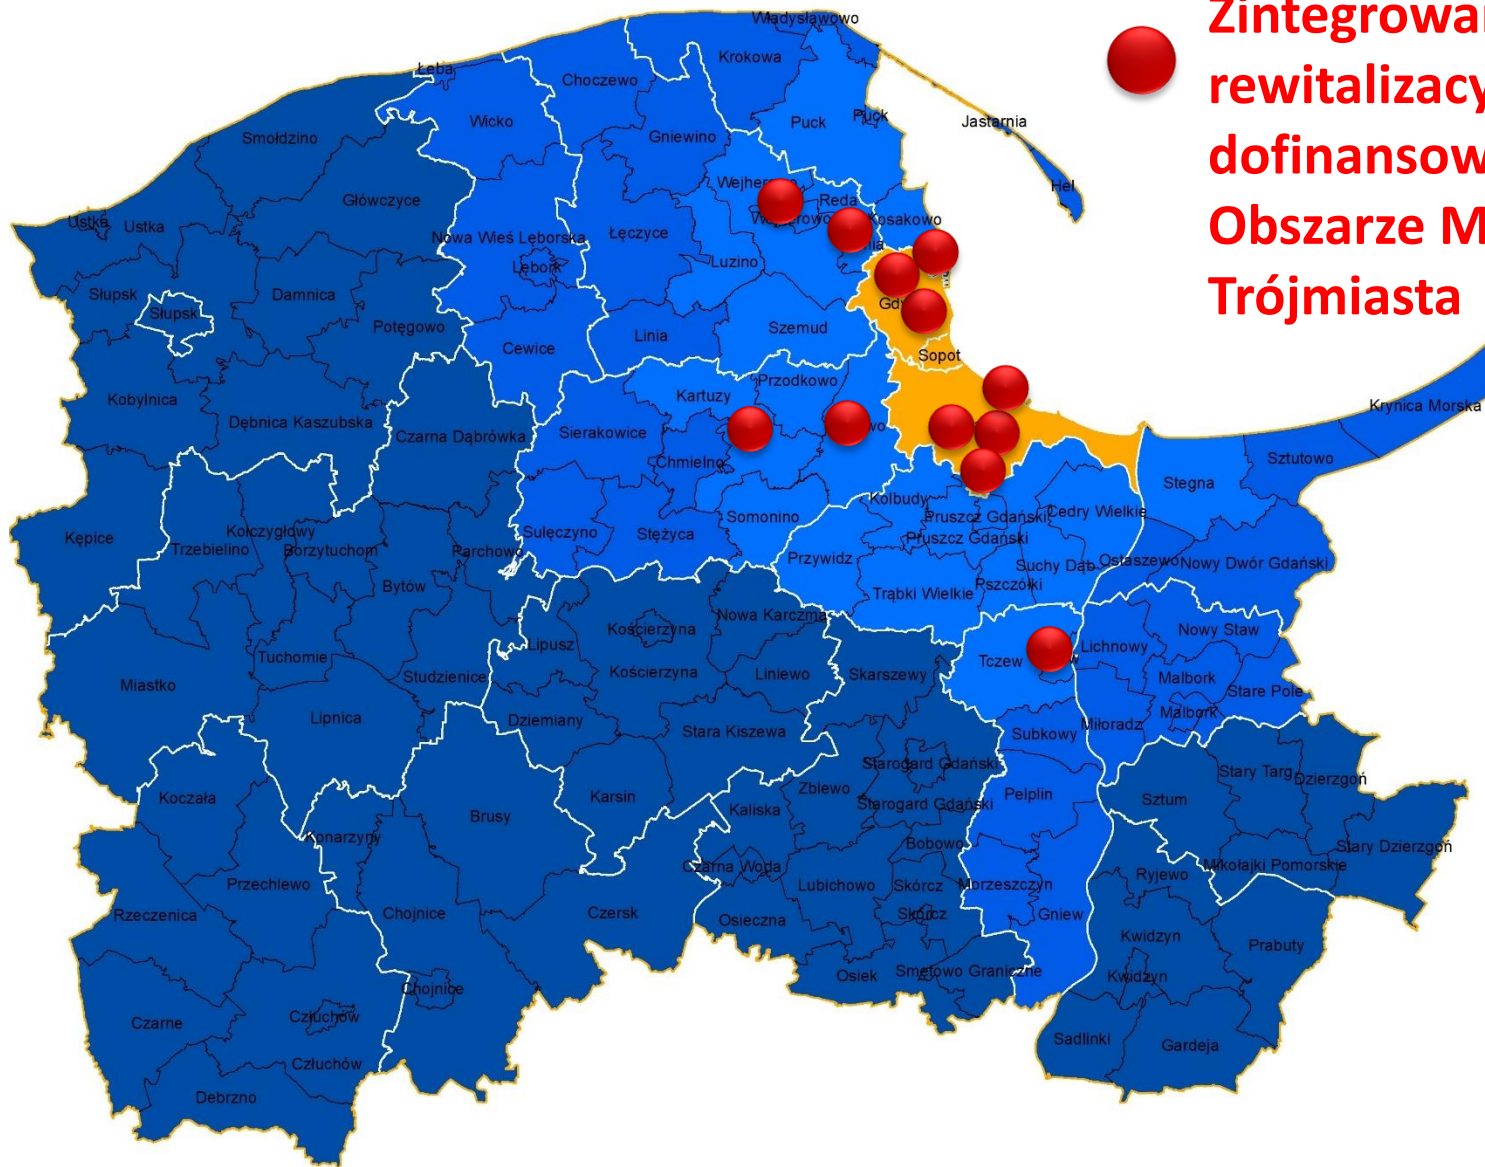 Zintegrowan
rewitalizacy
dofinansow
Obszarze M
Trójmiasta
Władysławowo
Krokowa
Łeba
Choczewo
Wicko
Puck
Puck
Jastarnia
Smołdzino
Gniewino
Hel
Główczyce
Reda
Kosakowo
Ustka
Ustka
Nowa Wieś Lęborska
Łęczyce
Lębork
Luzino
Słupsk
Damnica
Słupsk
Potęgowo
Szemud
Linia
Cewice
Sopot
Przodkowo
Kartuzy
Kobylnica
Krynica Morska
Dębnica Kaszubska
Czarna Dąbrówka
Sierakowice
Chmielno
Sztutowo
Stegna
Kolbudy
Cedry Wielkie
Somonino
Pruszcz Gdański
Pruszcz Gdański
Kępice
Kołczygłowy
Trzebielino
Borzytuchom
Parchowo
Sulęczyno
Stężyca
Przywidz
Suchy Dąb
Ostaszewo
Nowy Dwór Gdański
Bytów
Pszczółki
Trąbki Wielkie
Nowa Karczma
Kościerzyna
Nowy Staw
Lipusz
Lichnowy
Tuchomie
Studzienice
Kościerzyna
Liniewo
Skarszewy
Tczew
Malbork
Miastko
Stare Pole
Lipnica
Dziemiany
Stara Kiszewa
Subkowy
Miłoradz
Malbork
Starogard Gdański
Stary Targ
Dzierzgoń
Koczała
Karsin
Zblewo
Pelplin
Sztum
Kaliska
Starogard Gdański
Brusy
Konarzyny
Bobowo
Stary Dzierzgoń
Czarna Woda
Mikołajki Pomorskie
Przechlewo
Lubichowo
Skórcz
Morzeszczyn
Ryjewo
Rzeczenica
Chojnice
Czersk
Osieczna
Skórcz
Gniew
Kwidzyn
Prabuty
Osiek
Smętowo Graniczne
Kwidzyn
Chojnice
Człuchów
Czarne
Sadlinki
Gardeja
Człuchów
Debrzno